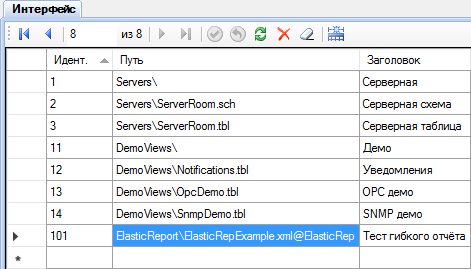 Интерфейс
8 из 8
Идент. Путь Заголовок
1 Servers\ Серверная
2 Servers\ServerRoom.sch Серверная схема
3 Servers\ServerRoom.tbl Серверная таблица
11 DemoViews\ Демо
12 DemoViews\Notifications.tbl Уведомления
13 DemoViews\OpcDemo.tbl OPC демо
14 DemoViews\SnmpDemo.tbl SNMP демо
101 ElasticReport\ElasticRepExample.xml@ElasticRep Тест гибкого отчёта